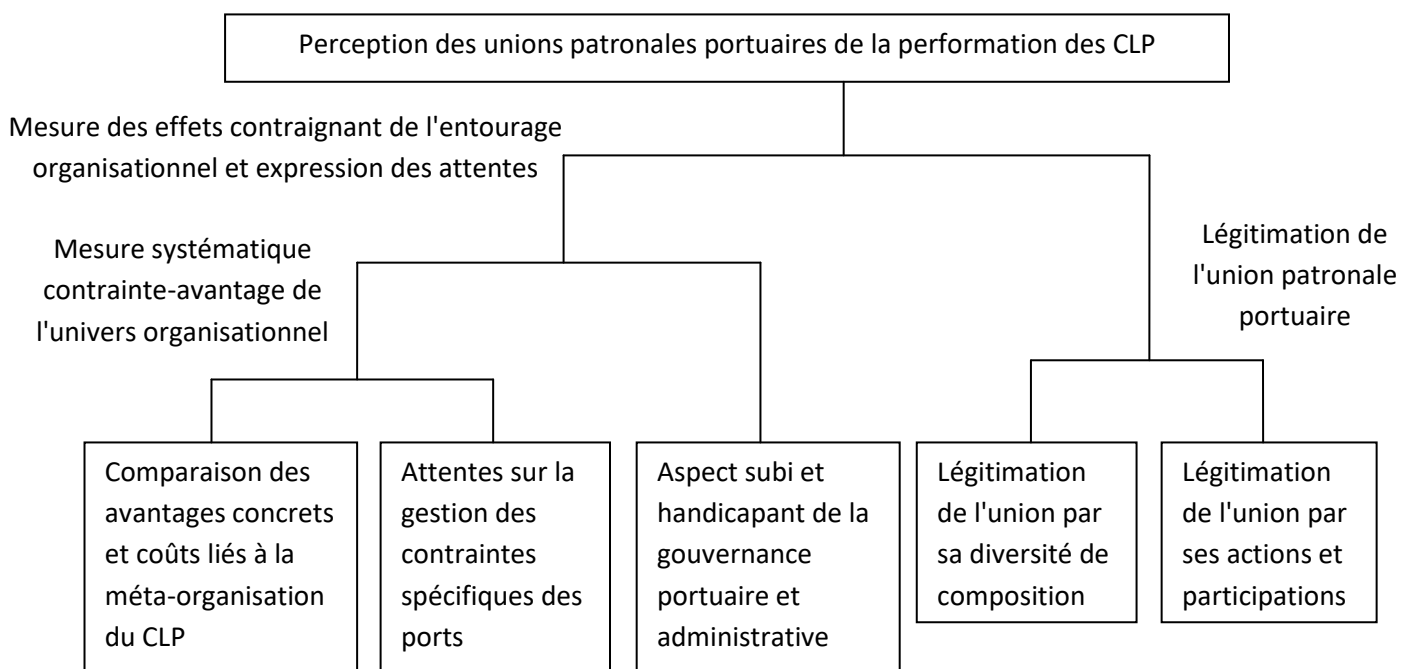 Perception des unions patronales portuaires de la performation des CLP
Mesure des effets contraignant de l'entourage
organisationnel et expression des attentes
Mesure systématique
contrainte-avantage de
l'univers organisationnel
Légitimation de
l'union patronale
portuaire
Comparaison des
avantages concrets
et coûts liés à la
méta-organisation
du CLP
Attentes sur la
gestion des
contraintes
spécifiques des
ports
Aspect subi et
handicapant de la
gouvernance
portuaire et
administrative
Légitimation
de l'union par
sa diversité de
composition
Légitimation
de l'union par
ses actions et
participations